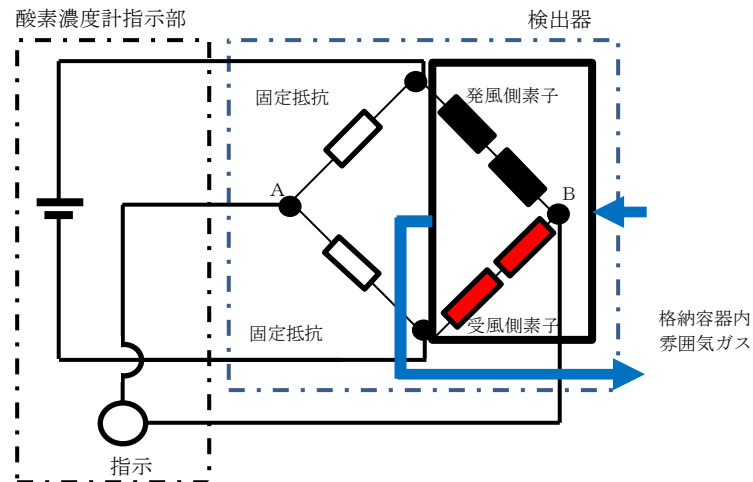 酸素濃度計指示部
検出器
固定抵抗
発風側素子
A
B
固定抵抗
受風側素子
格納容器内
雰囲気ガス
指示